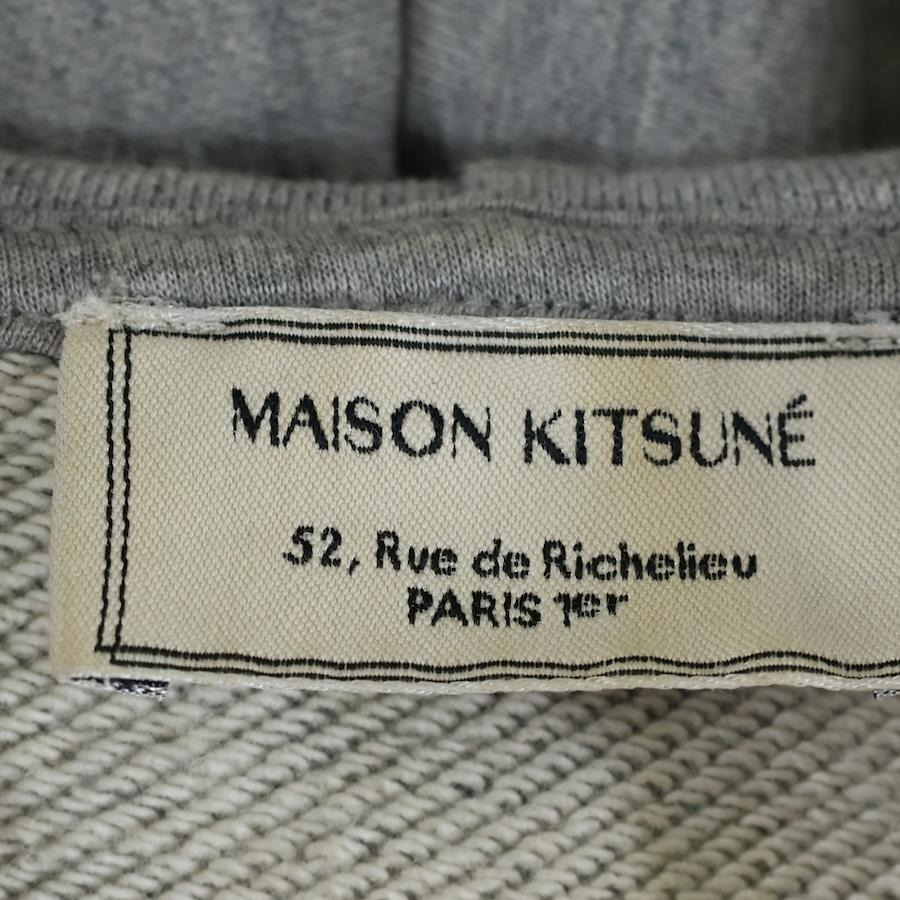 MAISON KITSUNÉ
52, Rue de Richelieu
PARIS 1er